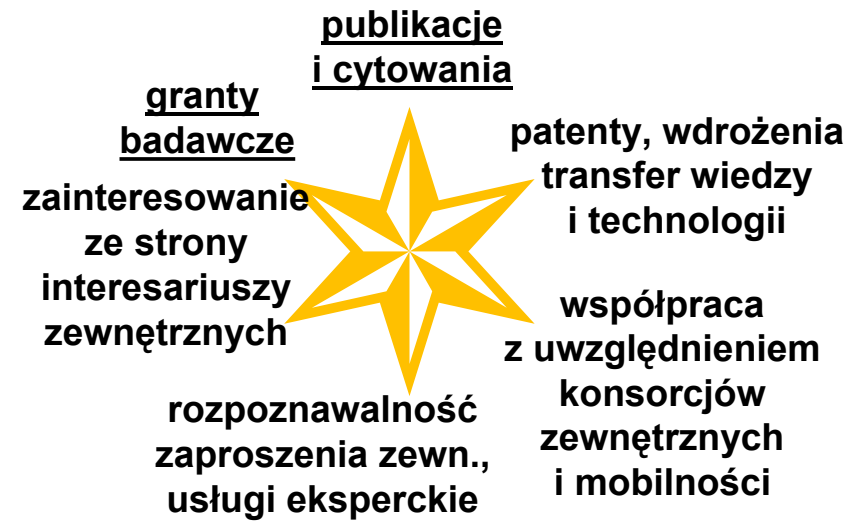 publikacje
i cytowania
granty
badawcze
patenty, wdrożenia
transfer wiedzy
i technologii
zainteresowanie
ze strony
interesariuszy
zewnętrznych
współpraca
z uwzględnieniem
konsorcjów
zewnętrznych
i mobilności
rozpoznawalność
zaproszenia zewn.,
usługi eksperckie